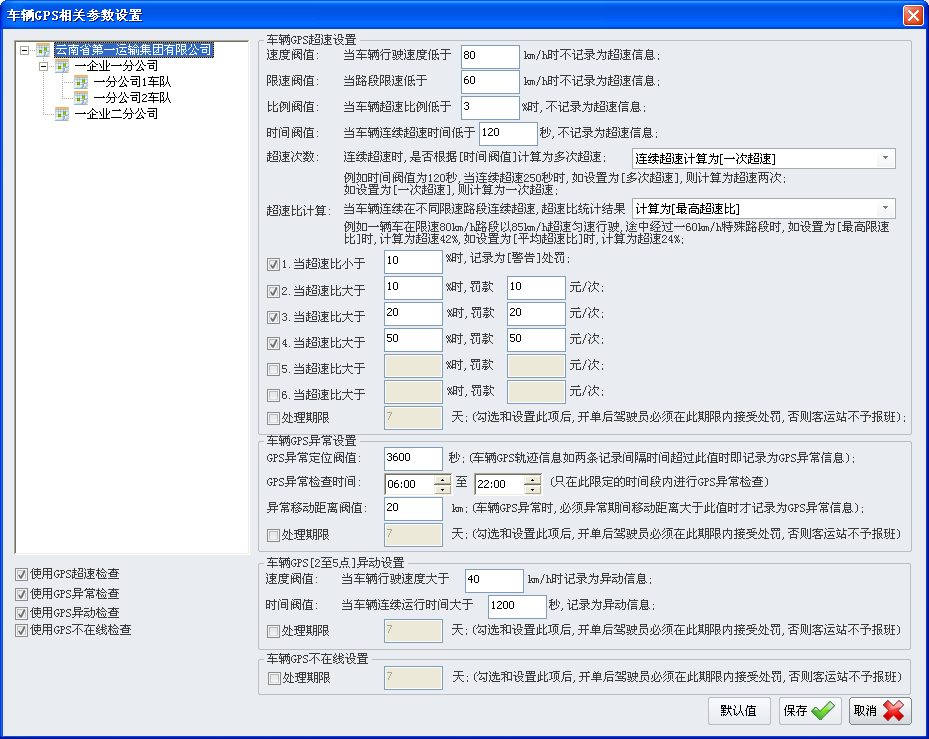 车辆GPS相关参数设置
云南省第一运输集团有限公司
一企业一分公司
一分公司1车队
一分公司2车队
一企业二分公司
使用GPS超速检查
使用GPS异常检查
使用GPS异动检查
使用GPS不在线检查
车辆GPS超速设置
速度阀值: 当车辆行驶速度低于 80 km/h时不记录为超速信息;
限速阀值: 当路段限速低于 60 km/h时不记录为超速信息;
比例阀值: 当车辆超速比例低于 3 %时,不记录为超速信息;
时间阀值: 当车辆连续超速时间低于 120 秒,不记录为超速信息;
超速次数: 连续超速时,是否根据[时间阀值]计算为多次超速; 连续超速计算为[一次超速]
例如时间阀值为120秒,当连续超速250秒时,如设置为[多次超速],则计算为超速两次;
如设置为[一次超速],则计算为一次超速;
超速比计算: 当车辆连续在不同限速路段连续超速,超速比统计结果 计算为[最高超速比]
例如一辆车在限速80km/h路段以85km/h超速匀速行驶,途中经过一60km/h特殊路段时,如设置为[最高限速
比]时,计算为超速42%,如设置为[平均超速比]时,计算为超速24%;
1.当超速比小于 10 %时,记录为[警告]处罚;
2.当超速比大于 10 %时,罚款 10 元/次;
3.当超速比大于 20 %时,罚款 20 元/次;
4.当超速比大于 50 %时,罚款 50 元/次;
5.当超速比大于 %时,罚款 元/次;
6.当超速比大于 %时,罚款 元/次;
处理期限 7 天;(勾选和设置此项后,开单后驾驶员必须在此期限内接受处罚,否则客运站不予报班);
车辆GPS异常设置
GPS异常定位阀值: 3600 秒;(车辆GPS轨迹信息如两条记录间隔时间超过此值时即记录为GPS异常信息);
GPS异常检查时间: 06:00 至 22:00 (只在此限定的时间段内进行GPS异常检查)
异常移动距离阀值: 20 km;(车辆GPS异常时,必须异常期间移动距离大于此值时才记录为GPS异常信息);
处理期限 7 天;(勾选和设置此项后,开单后驾驶员必须在此期限内接受处罚,否则客运站不予报班)
车辆GPS[2至5点]异动设置
速度阀值: 当车辆行驶速度大于 40 km/h时记录为异动信息;
时间阀值: 当车辆连续运行时间大于 1200 秒,记录为异动信息;
处理期限 7 天;(勾选和设置此项后,开单后驾驶员必须在此期限内接受处罚,否则客运站不予报班)
车辆GPS不在线设置
处理期限 7 天;(勾选和设置此项后,开单后驾驶员必须在此期限内接受处罚,否则客运站不予报班)
默认值 保存 取消